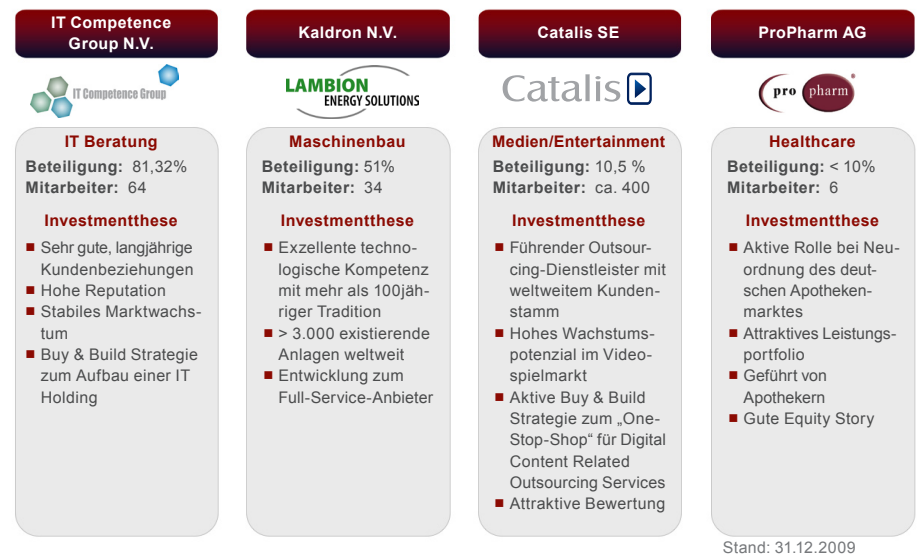 IT Competence
Group N.V.
IT Competence Group
IT Beratung
Beteiligung: 81,32%
Mitarbeiter: 64
Investmentthese
Sehr gute, langjährige
Kundenbeziehungen
Hohe Reputation
Stabiles Marktwachs-
tum
Buy & Build Strategie
zum Aufbau einer IT
Holding
Kaldron N.V.
LAMBION
ENERGY SOLUTIONS
Maschinenbau
Beteiligung: 51%
Mitarbeiter: 34
Investmentthese
Exzellente techno-
logische Kompetenz
mit mehr als 100jäh-
riger Tradition
> 3.000 existierende
Anlagen weltweit
Entwicklung zum
Full-Service-Anbieter
Catalis SE
Catalis
Medien/Entertainment
Beteiligung: 10,5 %
Mitarbeiter: ca. 400
Investmentthese
Führender Outsour-
cing-Dienstleister mit
weltweitem Kunden-
stamm
Hohes Wachstums-
potenzial im Video-
spielmarkt
Aktive Buy & Build
Strategie zum „One-
Stop-Shop“ für Digital
Content Related
Outsourcing Services
Attraktive Bewertung
ProPharm AG
pro pharm®
Healthcare
Beteiligung: < 10%
Mitarbeiter: 6
Investmentthese
Aktive Rolle bei Neu-
ordnung des deut-
schen Apotheken-
marktes
Attraktives Leistungs-
portfolio
Geführt von
Apothekern
Gute Equity Story
Stand: 31.12.2009